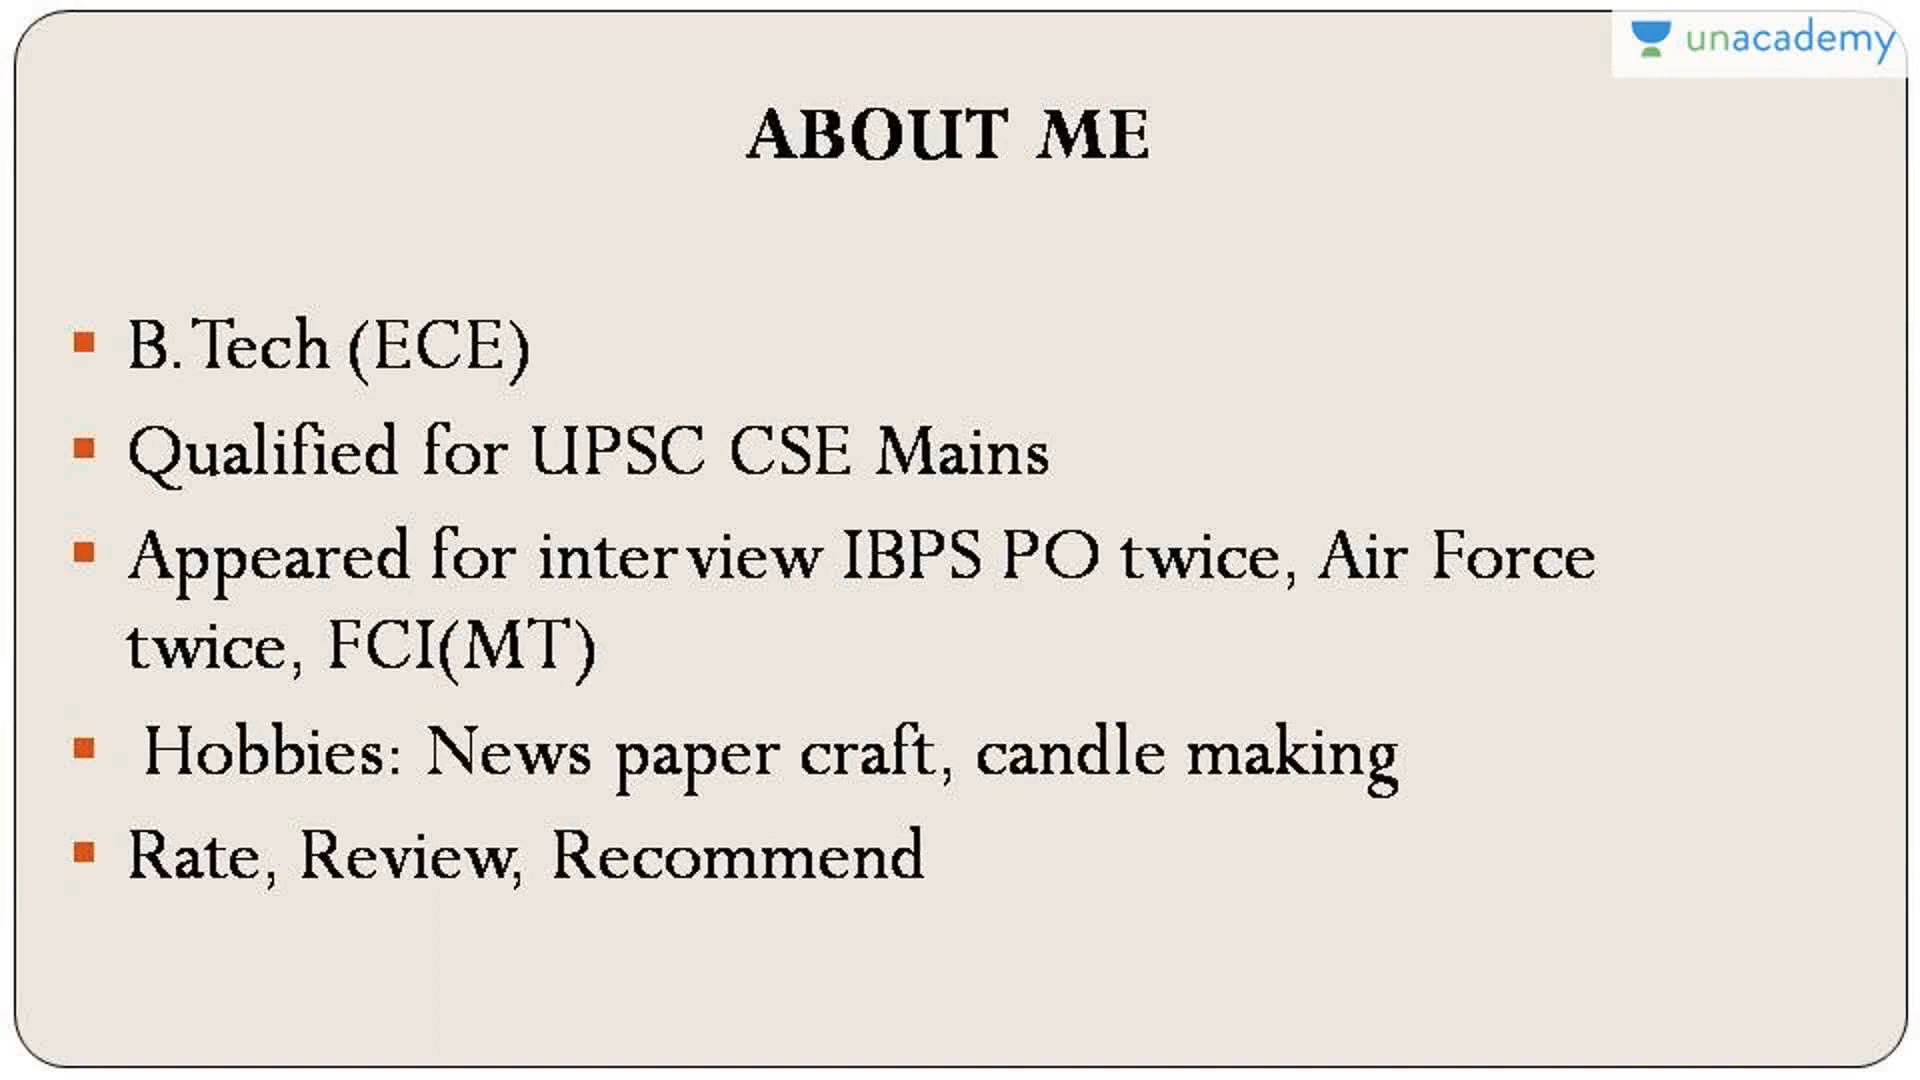 unacademy
ABOUT ME
B.Tech (ECE)
Qualified for UPSC CSE Mains
Appeared for interview IBPS PO twice, Air Force
twice, FCI(MT)
Hobbies: News paper craft, candle making
Rate, Review, Recommend